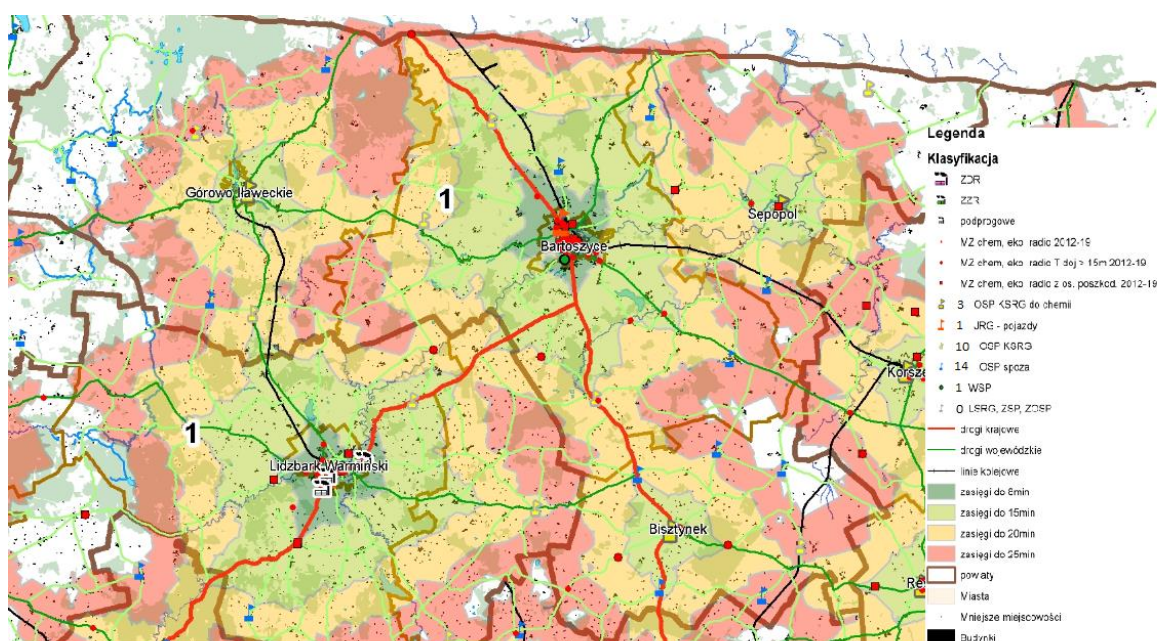 Legenda
Klasyfikacja
ZDR
ZZR
podprogowe
MZ chem, eko, radio 2012-19
MZ chem, eko, radio T doj > 15m 2012-19
MZ chem, eko, radio z os. poszkod. 2012-19
3 OSP KSRG do chemii
1 JRG - pojazdy
10 OSP KSRG
14 OSP spoza
1 WSP
0 LSRG, ZSP, ZOSP
drogi krajowe
drogi wojewódzkie
linie kolejowe
zasięgi do 8min
zasięgi do 15min
zasięgi do 20min
zasięgi do 25min
powiaty
Miasta
Mniejsze miejscowości
Budynki
Górowo Iławeckie
1
Sępopol
Bartoszyce
Korsze
1
Lidzbark Warmiński
Bisztynek
Re